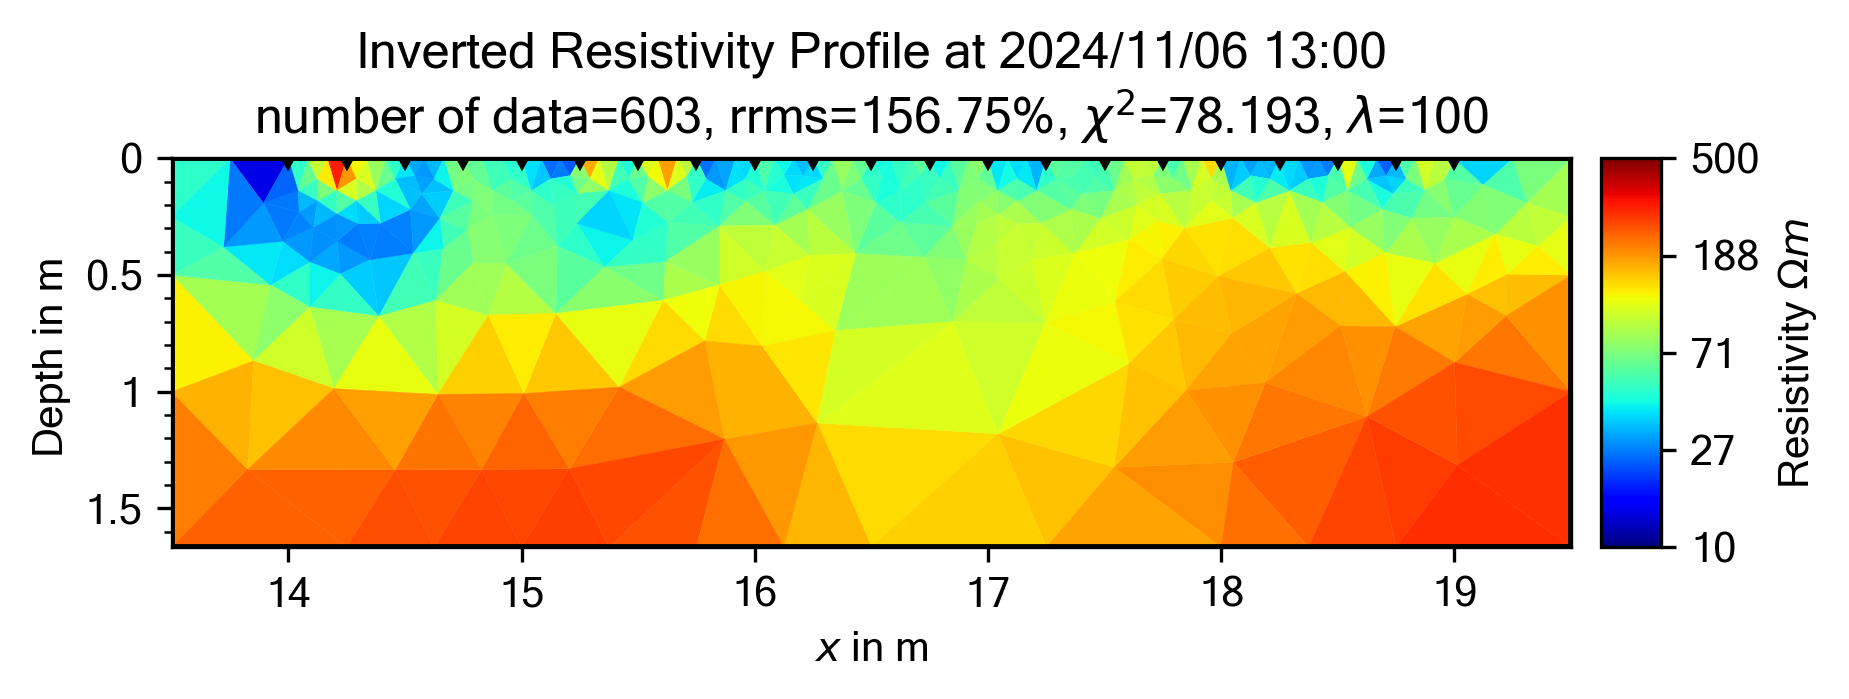 Inverted Resistivity Profile at 2024/11/06 13:00
number of data=603, rrms=156.75%, χ²=78.193, λ=100
0
0.5
1
1.5
Depth in m
14 15 16 17 18 19
x in m
500
188
71
27
10
Resistivity Ωm